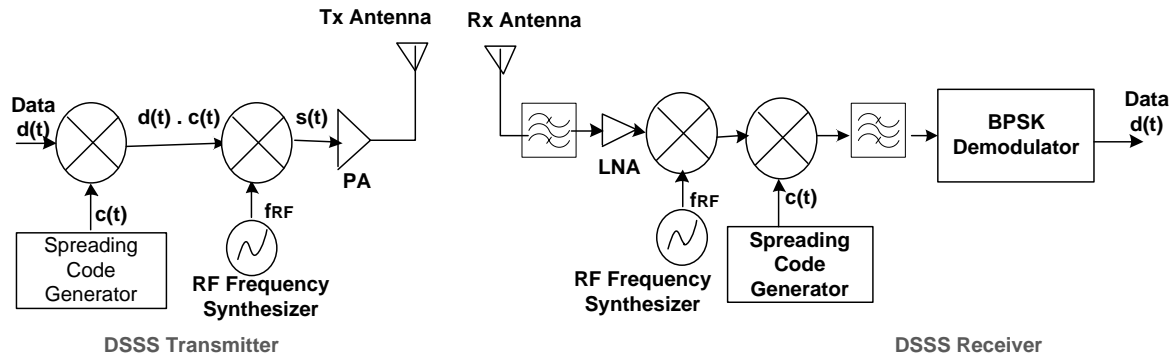 Tx Antenna
Data
d(t)
d(t) . c(t)
s(t)
PA
c(t)
fRF
Spreading
Code
Generator
RF Frequency
Synthesizer
DSSS Transmitter
Rx Antenna
LNA
fRF
c(t)
RF Frequency
Synthesizer
Spreading
Code
Generator
BPSK
Demodulator
Data
d(t)
DSSS Receiver